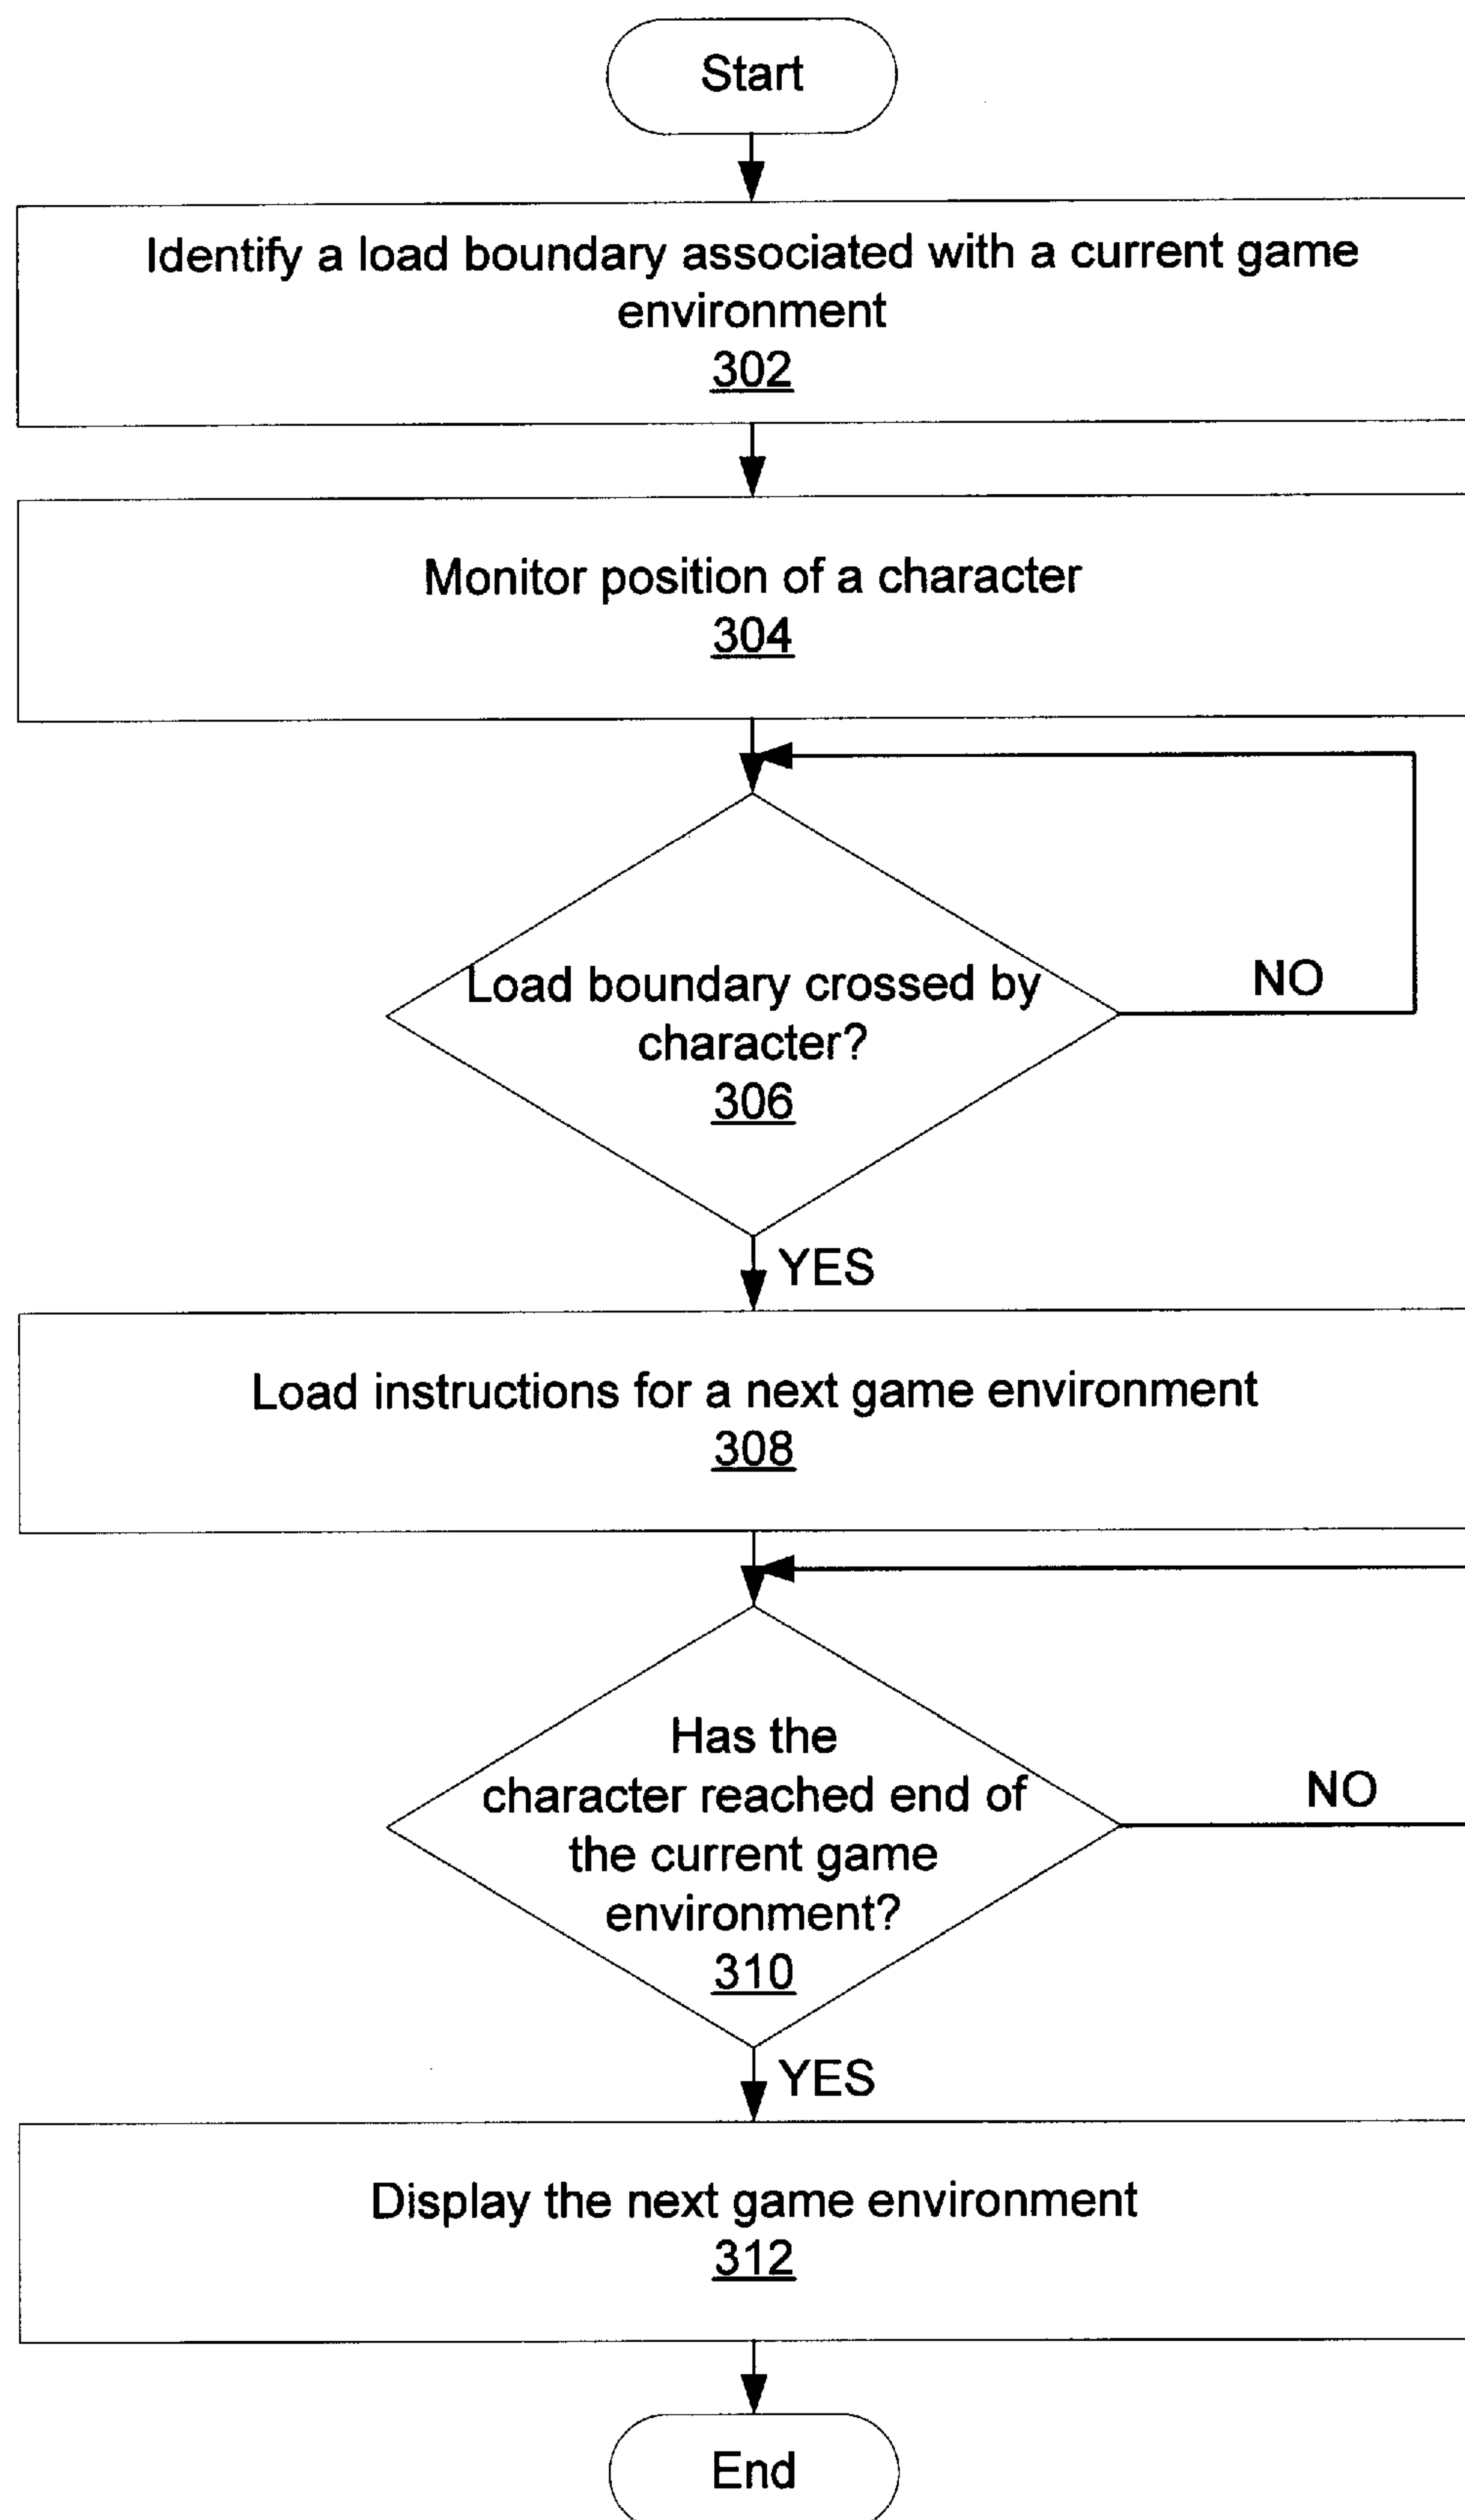 Start
Identify a load boundary associated with a current game
environment
302
Monitor position of a character
304
Load boundary crossed by
character?
306
NO
YES
Load instructions for a next game environment
308
Has the
character reached end of
the current game
environment?
310
NO
YES
Display the next game environment
312
End